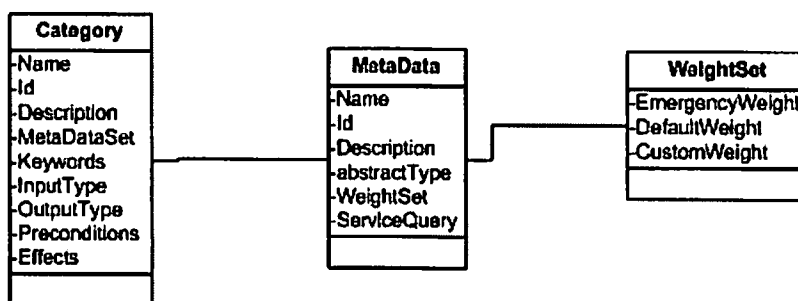 Category
-Name
-Id
-Description
-MetaDataSet
-Keywords
-InputType
-OutputType
-Preconditions
-Effects
MetaData
-Name
-Id
-Description
-abstractType
-WeightSet
-ServiceQuery
WeightSet
-EmergencyWeight
-DefaultWeight
-CustomWeight